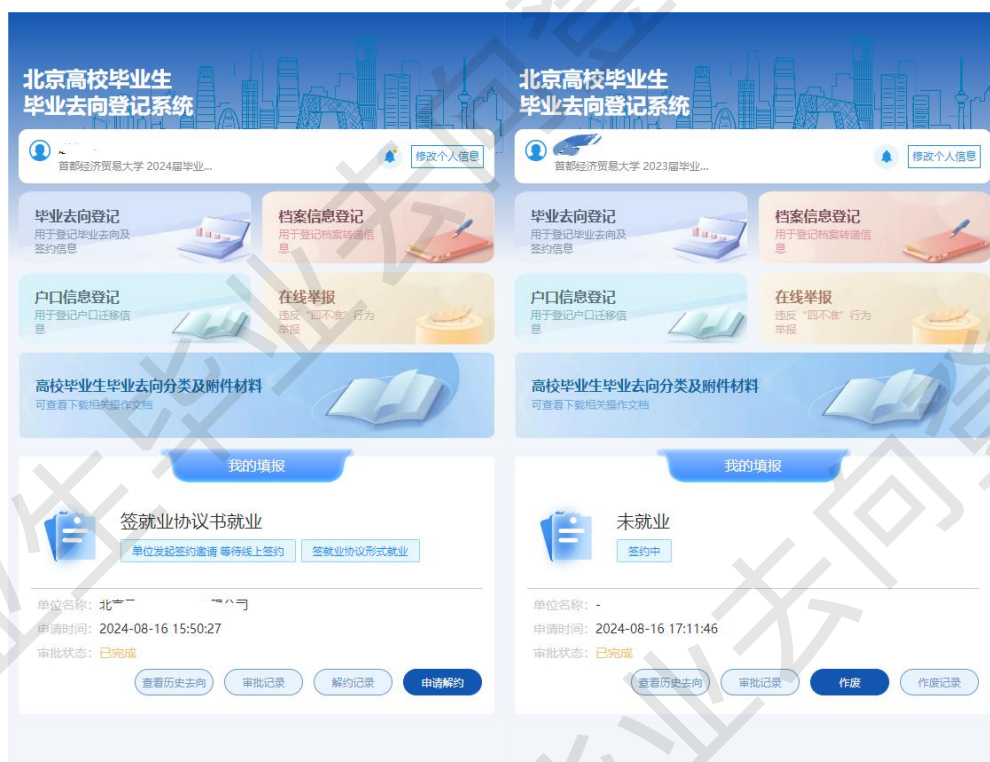 北京高校毕业生
毕业去向登记系统
首都经济贸易大学 2024届毕业...
修改个人信息
毕业去向登记
用于登记毕业去向及
签约信息
档案信息登记
用于登记档案转递信
息
户口信息登记
用于登记户口迁移信
息
在线举报
违反“四不准”行为
举报
高校毕业生毕业去向分类及附件材料
可查看下载相关操作文档
我的填报
签就业协议书就业
单位发起签约邀请 等待线上签约
签就业协议形式就业
单位名称：
申请时间：2024-08-16 15:50:27
审批状态：已完成
查看历史去向
审批记录
解约记录
申请解约
北京高校毕业生
毕业去向登记系统
首都经济贸易大学 2023届毕业...
修改个人信息
毕业去向登记
用于登记毕业去向及
签约信息
档案信息登记
用于登记档案转递信
息
户口信息登记
用于登记户口迁移信
息
在线举报
违反“四不准”行为
举报
高校毕业生毕业去向分类及附件材料
可查看下载相关操作文档
我的填报
未就业
签约中
单位名称：-
申请时间：2024-08-16 17:11:46
审批状态：已完成
查看历史去向
审批记录
作废
作废记录